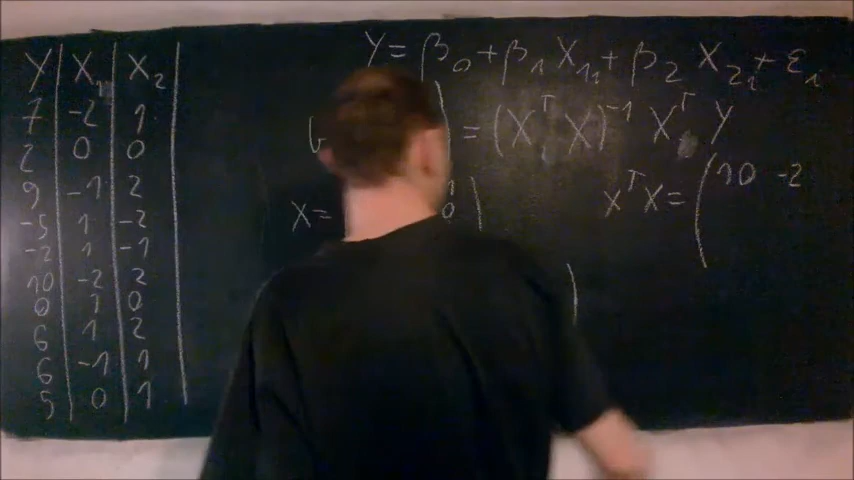 Y X₁ X₂
7 -2 1
2 0 0
9 -1 2
-5 1 -2
-2 1 -1
10 -2 2
0 1 0
6 1 2
6 -1 1
5 0 1
Y = β₀ + β₁ X₁ᵢ + β₂ X₂ᵢ + εᵢ
= (XᵀX)⁻¹ XᵀY
X =
XᵀX = ( 10 -2